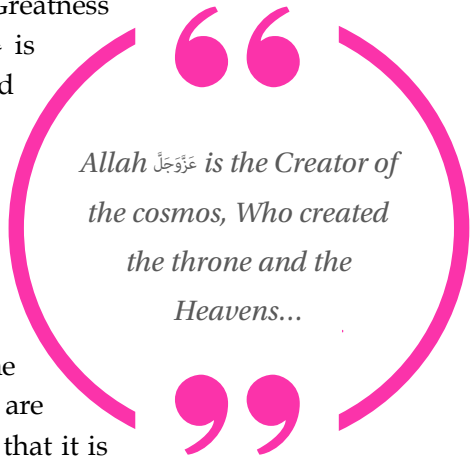 Greatness
is
Allah عَزَّوَجَلَّ is the Creator of
the cosmos, Who created
the throne and the
Heavens...
are
that it is